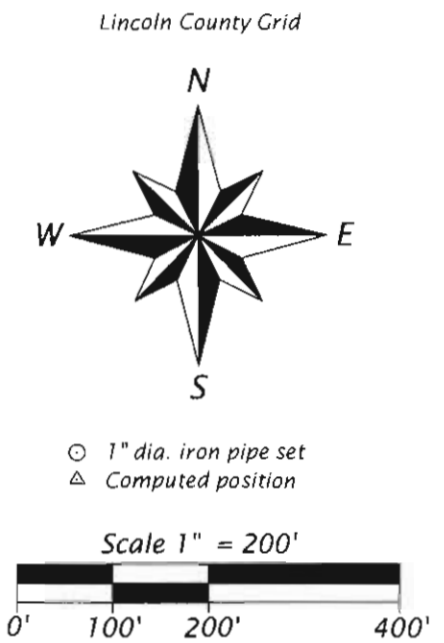 Lincoln County Grid
N
W E
S
1" dia. iron pipe set
Computed position
Scale 1" = 200'
0' 100' 200' 400'